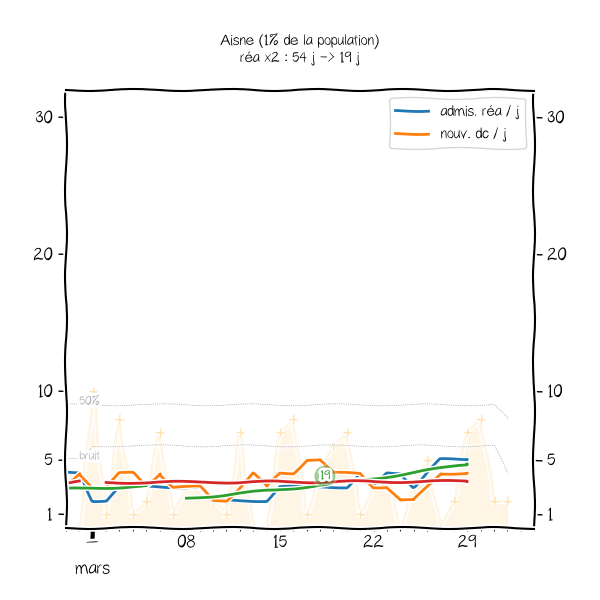 Aisne (1% de la population)
réa x2 : 54 j -> 19 j
admis. réa / j
nouv. dc / j
30
30
20
20
10
10
50%
5
5
bruit
19
1
1
1
08
15
22
29
mars